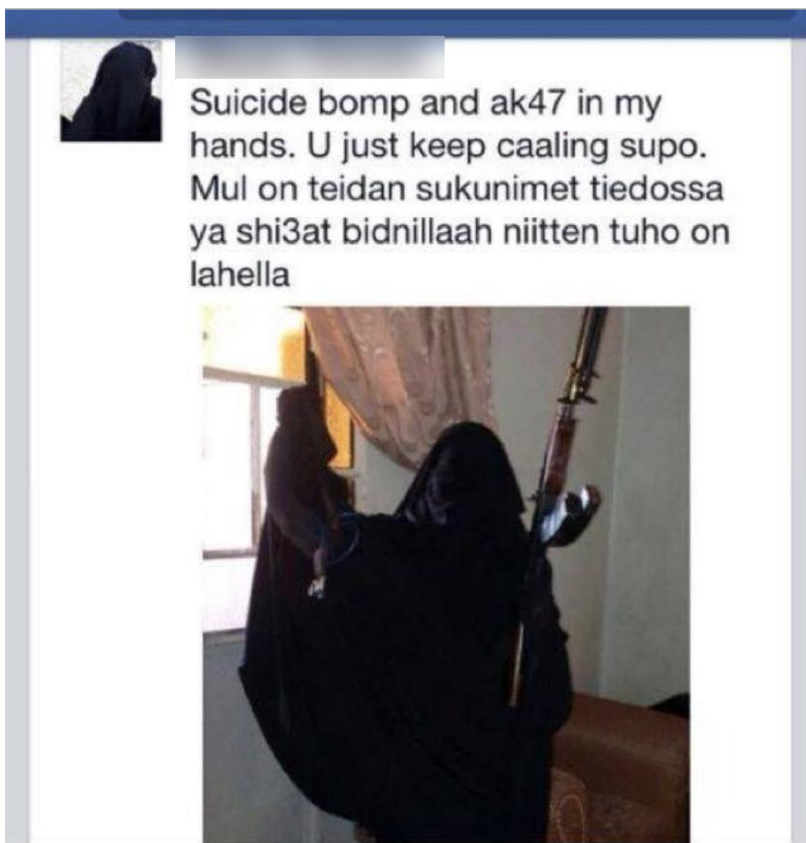 Suicide bomp and ak47 in my
hands. U just keep caaling supo.
Mul on teidan sukunimet tiedossa
ya shi3at bidnillaah niitten tuho on
lahella